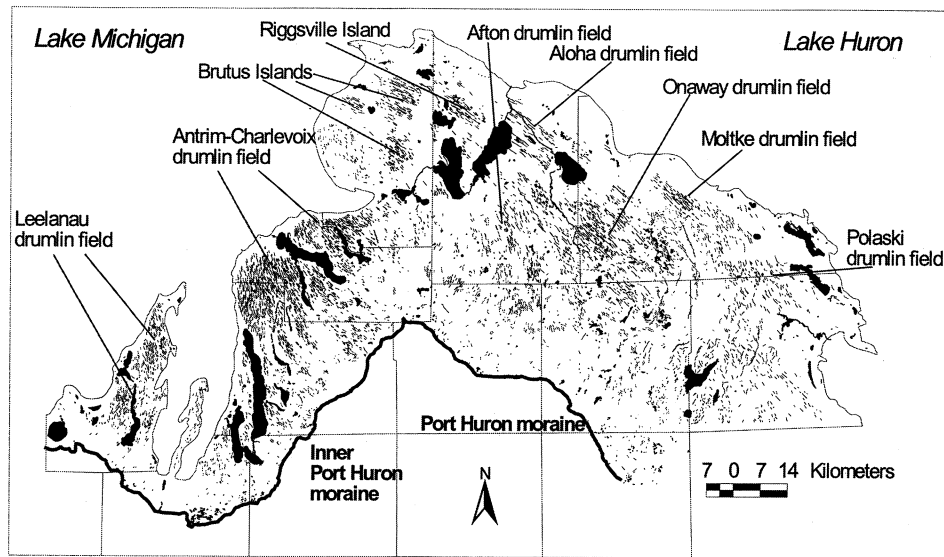 Lake Michigan
Riggsville Island
Brutus Islands
Antrim-Charlevoix
drumlin field
Leelanau
drumlin field
Afton drumlin field
Aloha drumlin field
Lake Huron
Onaway drumlin field
Moltke drumlin field
Polaski
drumlin field
Port Huron moraine
Inner
Port Huron
moraine
N
7 0 7 14 Kilometers